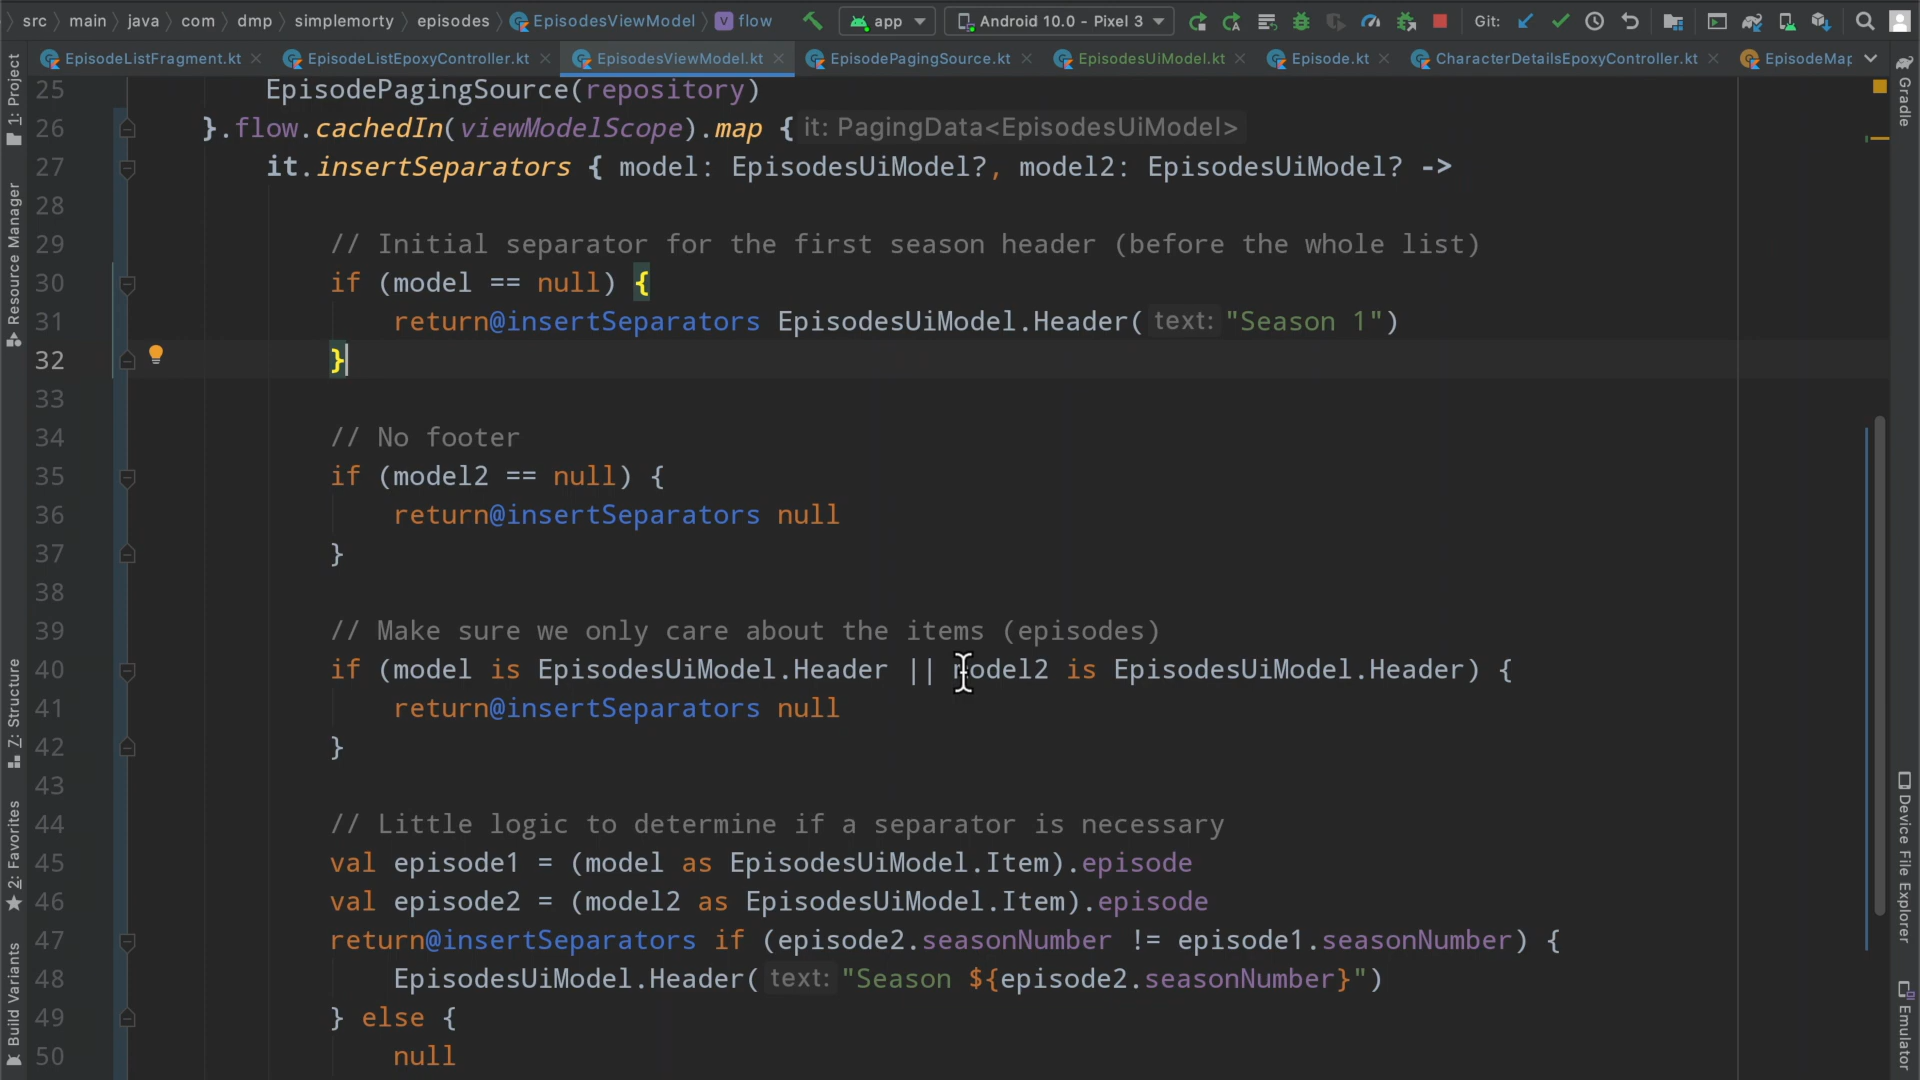 src main java com dmp simplemorty episodes EpisodesViewModel flow app Android 10.0 - Pixel 3 Git:
EpisodeListFragment.kt EpisodeListEpoxyController.kt EpisodesViewModel.kt EpisodePagingSource.kt EpisodesUiModel.kt Episode.kt CharacterDetailsEpoxyController.kt EpisodeMap
25 EpisodePagingSource(repository)
26 }.flow.cachedIn(viewModelScope).map { it: PagingData<EpisodesUiModel>
27 it.insertSeparators { model: EpisodesUiModel?, model2: EpisodesUiModel? ->
28
29 // Initial separator for the first season header (before the whole list)
30 if (model == null) {
31 return@insertSeparators EpisodesUiModel.Header( text: "Season 1")
32 }
33
34 // No footer
35 if (model2 == null) {
36 return@insertSeparators null
37 }
38
39 // Make sure we only care about the items (episodes)
40 if (model is EpisodesUiModel.Header || model2 is EpisodesUiModel.Header) {
41 return@insertSeparators null
42 }
43
44 // Little logic to determine if a separator is necessary
45 val episode1 = (model as EpisodesUiModel.Item).episode
46 val episode2 = (model2 as EpisodesUiModel.Item).episode
47 return@insertSeparators if (episode2.seasonNumber != episode1.seasonNumber) {
48 EpisodesUiModel.Header( text: "Season ${episode2.seasonNumber}")
49 } else {
50 null
1: Project
Resource Manager
Z: Structure
2: Favorites
Build Variants
Gradle
Device File Explorer
Emulator